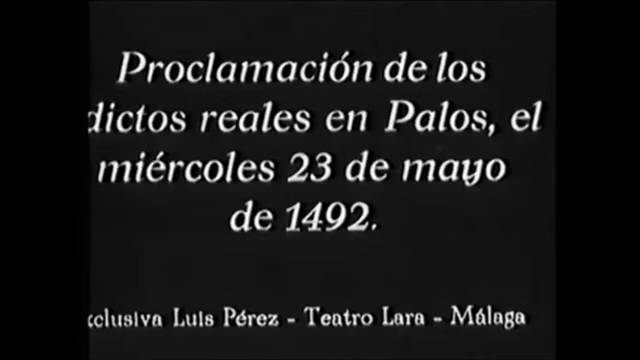 Proclamación de los
dictos reales en Palos, el
miércoles 23 de mayo
de 1492.
xclusiva Luis Pérez - Teatro Lara - Málaga